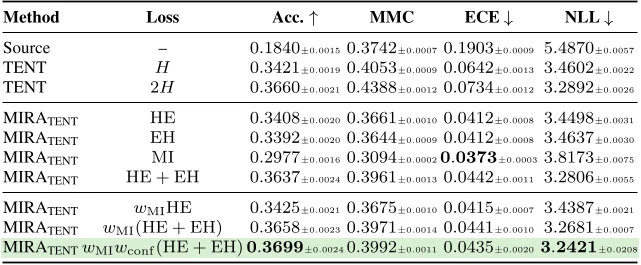 Method Loss Acc. ↑ MMC ECE ↓ NLL ↓
Source – 0.1840±0.0015 0.3742±0.0007 0.1903±0.0009 5.4870±0.0057
TENT H 0.3421±0.0019 0.4053±0.0009 0.0642±0.0013 3.4602±0.0022
TENT 2H 0.3660±0.0021 0.4388±0.0012 0.0734±0.0012 3.2892±0.0026
MIRATENT HE 0.3408±0.0020 0.3661±0.0010 0.0412±0.0008 3.4498±0.0031
MIRATENT EH 0.3392±0.0020 0.3644±0.0009 0.0412±0.0008 3.4637±0.0030
MIRATENT MI 0.2977±0.0016 0.3094±0.0002 0.0373±0.0003 3.8173±0.0075
MIRATENT HE + EH 0.3637±0.0024 0.3961±0.0013 0.0442±0.0011 3.2806±0.0055
MIRATENT wMIHE 0.3425±0.0021 0.3675±0.0010 0.0415±0.0007 3.4387±0.0021
MIRATENT wMI(HE + EH) 0.3658±0.0023 0.3971±0.0014 0.0441±0.0010 3.2681±0.0007
MIRATENT wMIwconf(HE + EH) 0.3699±0.0024 0.3992±0.0011 0.0435±0.0020 3.2421±0.0208